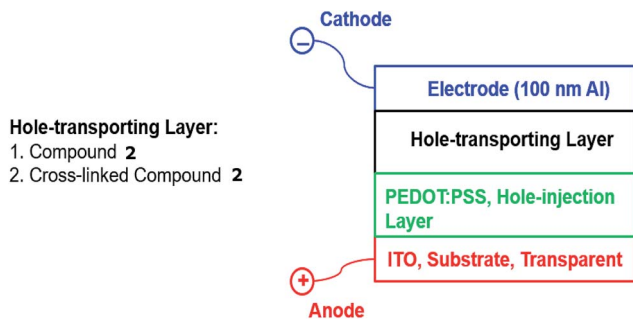 Cathode
−
Electrode (100 nm Al)
Hole-transporting Layer:
1. Compound 2
2. Cross-linked Compound 2
Hole-transporting Layer
PEDOT:PSS, Hole-injection
Layer
ITO, Substrate, Transparent
+
Anode